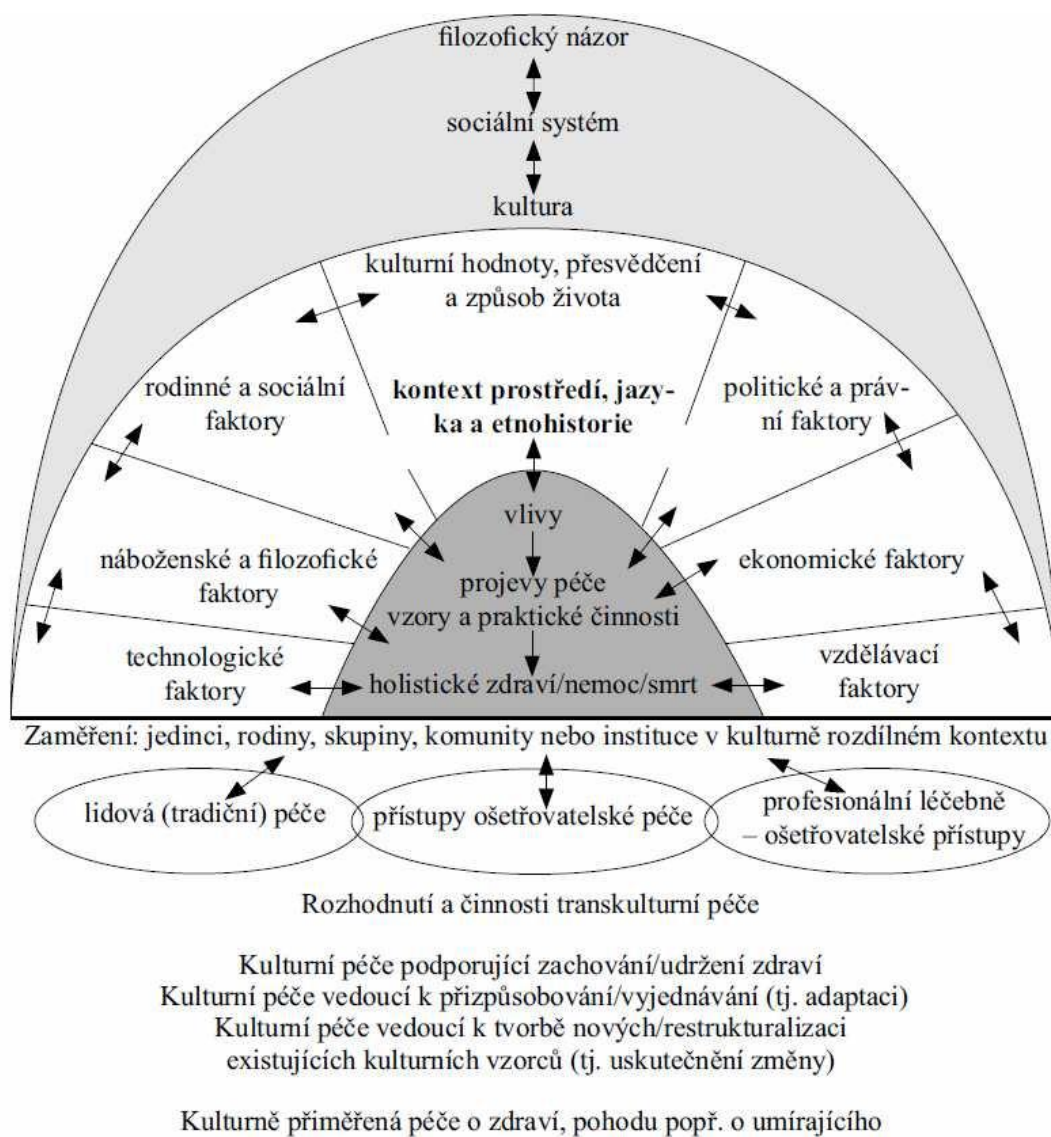 filozofický názor
sociální systém
kultura
kulturní hodnoty, přesvědčení
a způsob života
rodinné a sociální
faktory
kontext prostředí, jazy-
ka a etnohistorie
politické a práv-
ní faktory
vlivy
náboženské a filozofické
faktory
projevy péče
vzory a praktické činnosti
ekonomické faktory
technologické
faktory
holistické zdraví/nemoc/smrt
vzdělávací
faktory
Zaměření: jedinci, rodiny, skupiny, komunity nebo instituce v kulturně rozdílném kontextu
lidová (tradiční) péče
přístupy ošetřovatelské péče
profesionální léčebně
– ošetřovatelské přístupy
Rozhodnutí a činnosti transkulturní péče
Kulturní péče podporující zachování/udržení zdraví
Kulturní péče vedoucí k přizpůsobování/vyjednávání (tj. adaptaci)
Kulturní péče vedoucí k tvorbě nových/restrukturalizaci
existujících kulturních vzorců (tj. uskutečnění změny)
Kulturně přiměřená péče o zdraví, pohodu popř. o umírajícího